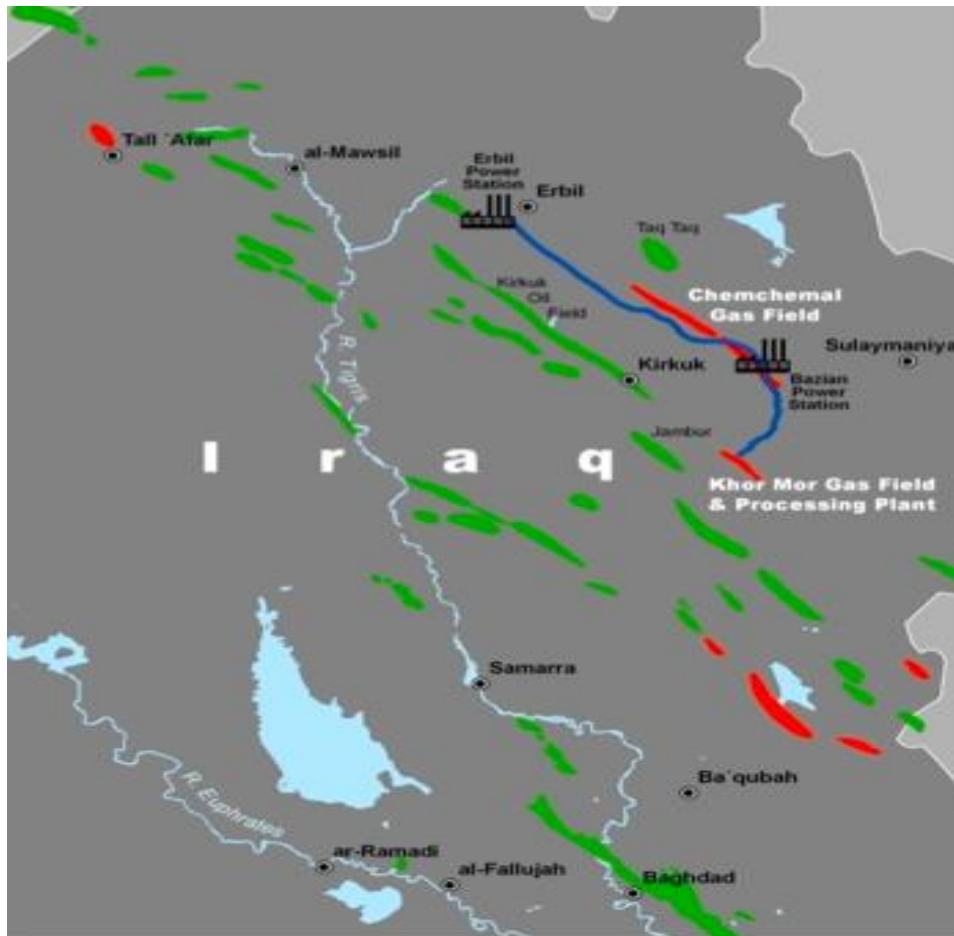 Tall `Afar
al-Mawsil
Erbil
Power
Station
Erbil
Taq Taq
Kirkuk
Oil
Field
Chemchemal
Gas Field
R. Tigris
Kirkuk
Sulaymaniya
Bazian
Power
Station
Jambur
I r a q
Khor Mor Gas Field
& Processing Plant
Samarra
Ba`qubah
R. Euphrates
ar-Ramadi
al-Fallujah
Baghdad